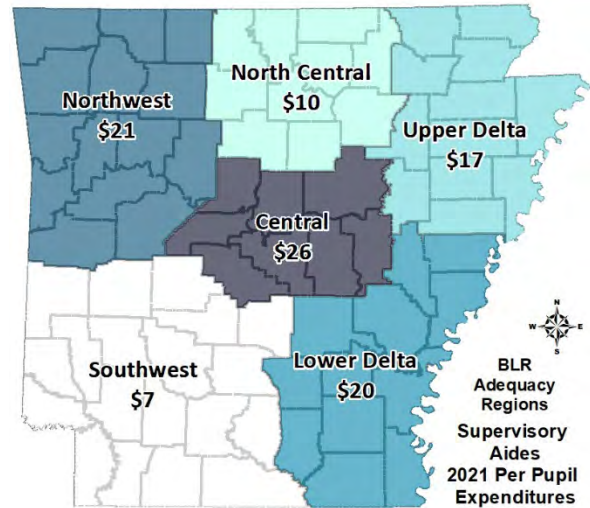 North Central
$10
Northwest
$21
Upper Delta
$17
Central
$26
Southwest
$7
Lower Delta
$20
N
W E
S
BLR
Adequacy
Regions
Supervisory
Aides
2021 Per Pupil
Expenditures